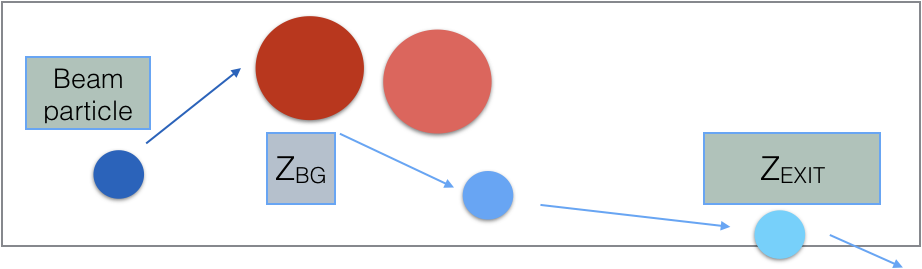 Beam
particle
ZBG
ZEXIT